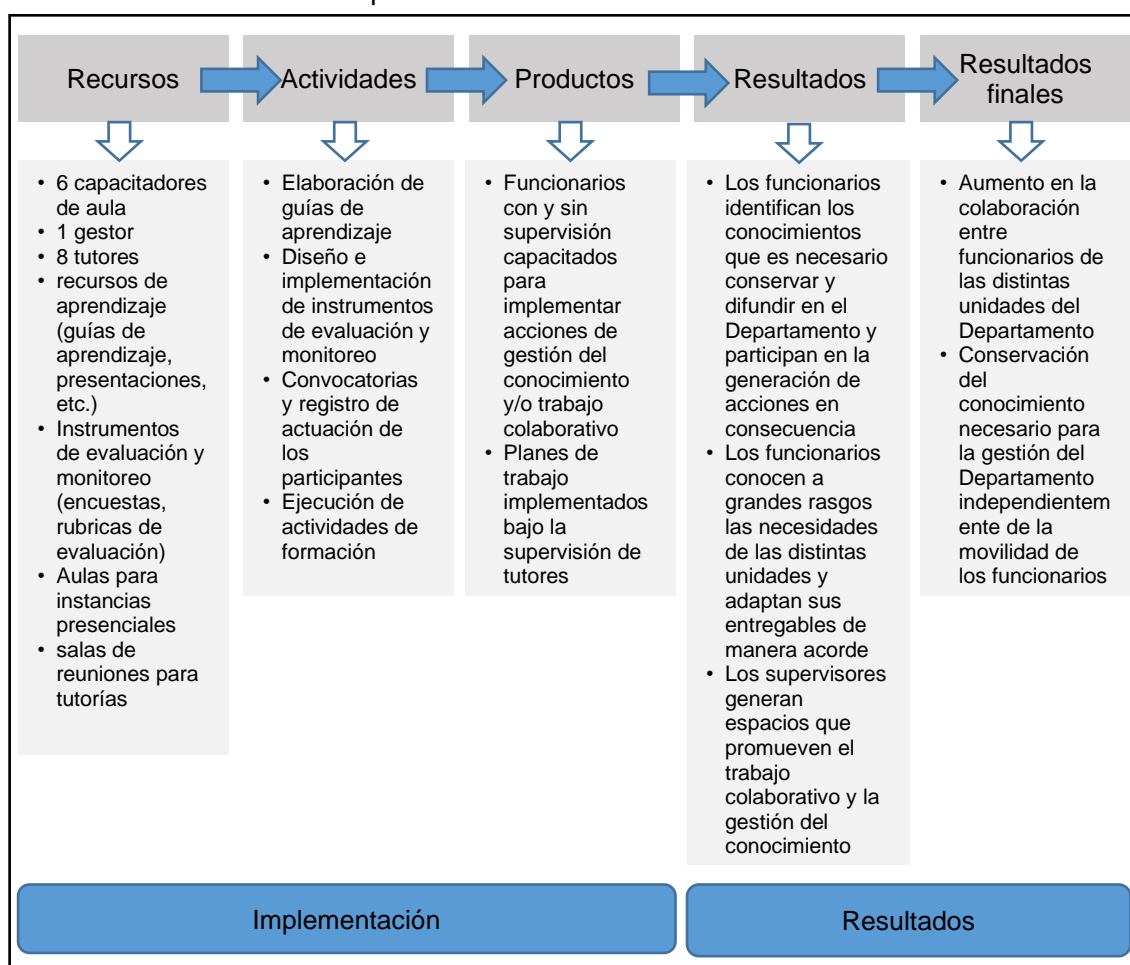 Recursos
Actividades
Productos
Resultados
Resultados
finales
• 6 capacitadores
de aula
• 1 gestor
• 8 tutores
• recursos de
aprendizaje
(guías de
aprendizaje,
presentaciones,
etc.)
• Instrumentos
de evaluación y
monitoreo
(encuestas,
rubricas de
evaluación)
• Aulas para
instancias
presenciales
• salas de
reuniones para
tutorías
• Elaboración de
guías de
aprendizaje
• Diseño e
implementación
de instrumentos
de evaluación y
monitoreo
• Convocatorias
y registro de
actuación de
los
participantes
• Ejecución de
actividades de
formación
• Funcionarios
con y sin
supervisión
capacitados
para
implementar
acciones de
gestión del
conocimiento
y/o trabajo
colaborativo
• Planes de
trabajo
implementados
bajo la
supervisión de
tutores
• Los funcionarios
identifican los
conocimientos
que es necesario
conservar y
difundir en el
Departamento y
participan en la
generación de
acciones en
consecuencia
• Los funcionarios
conocen a
grandes rasgos
las necesidades
de las distintas
unidades y
adaptan sus
entregables de
manera acorde
• Los supervisores
generan
espacios que
promueven el
trabajo
colaborativo y la
gestión del
conocimiento
• Aumento en la
colaboración
entre
funcionarios de
las distintas
unidades del
Departamento
• Conservación
del
conocimiento
necesario para
la gestión del
Departamento
independientem
ente de la
movilidad de
los funcionarios
Implementación
Resultados